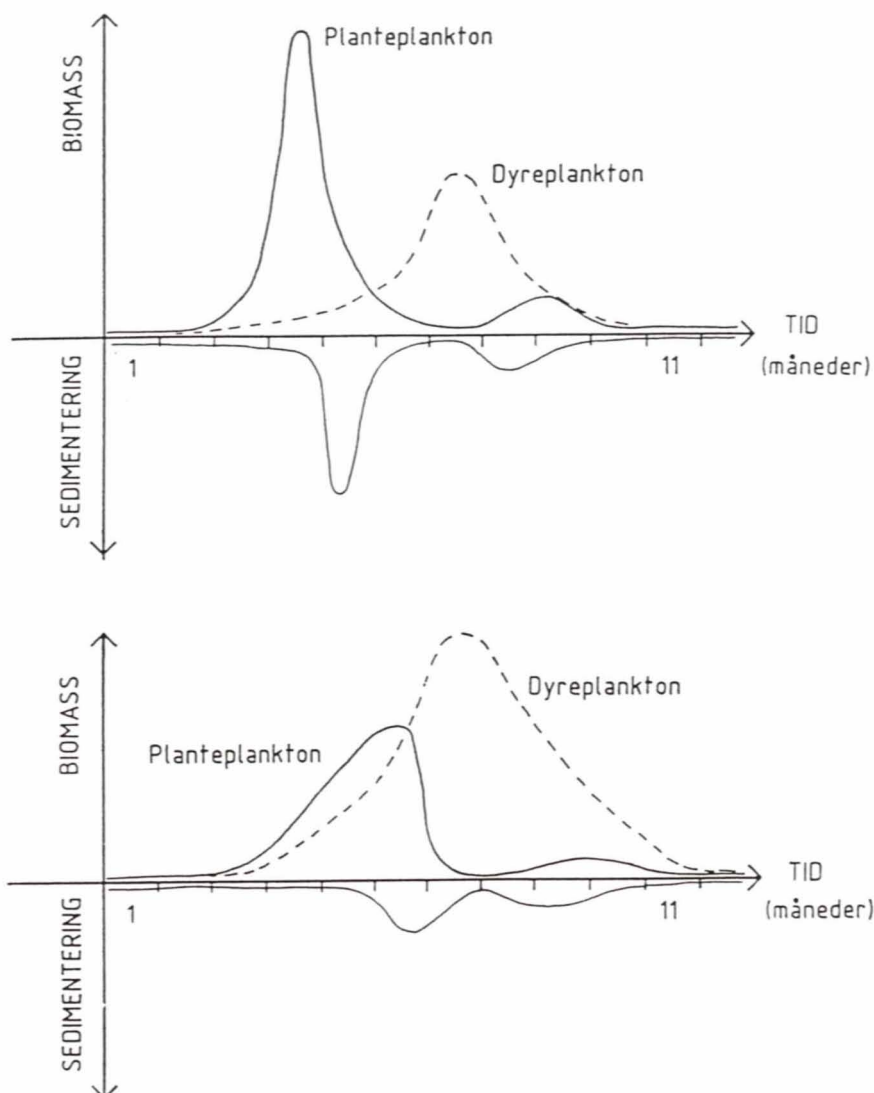 BIOMASS
Planteplankton
Dyreplankton
TID
(måneder)
1
11
SEDIMENTERING
BIOMASS
Dyreplankton
Planteplankton
TID
(måneder)
1
11
SEDIMENTERING